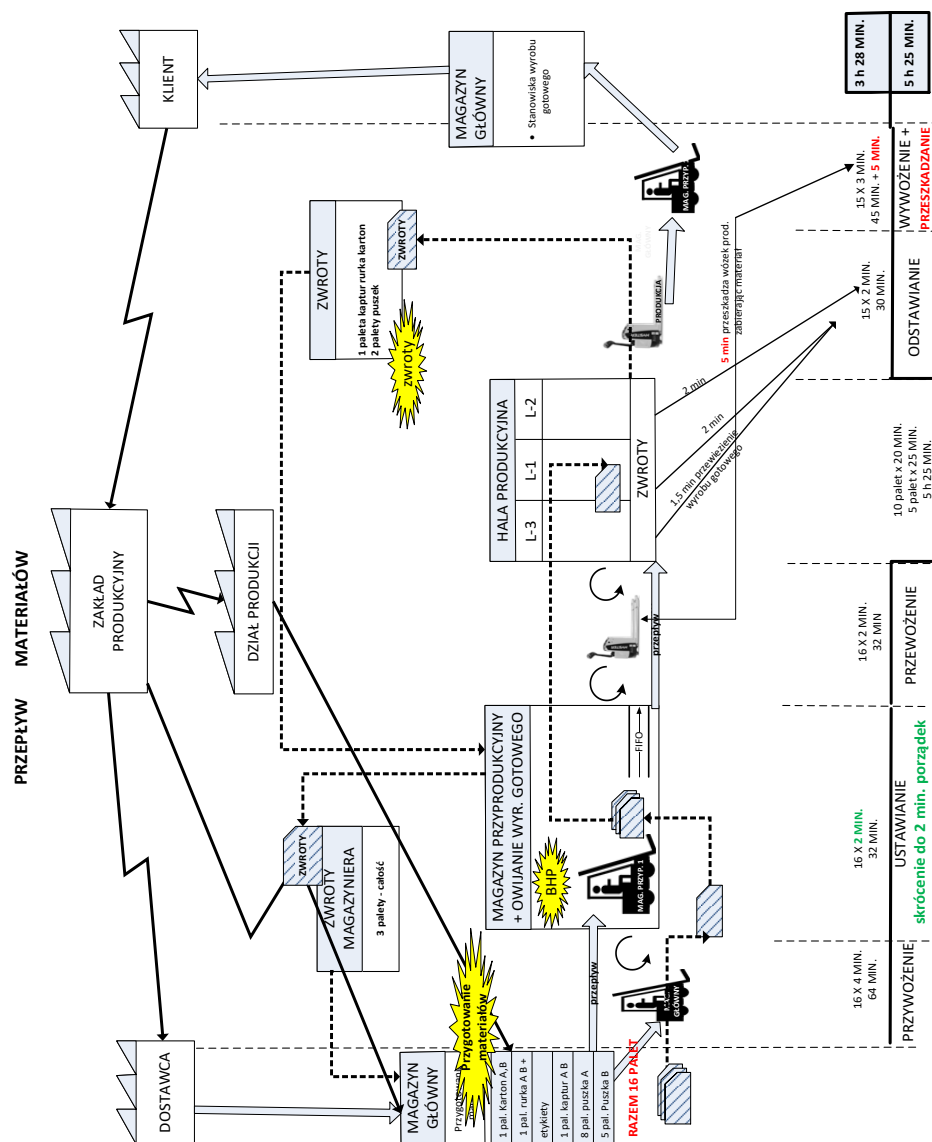 PRZEPŁYW MATERIAŁÓW
DOSTAWCA
ZAKŁAD
PRODUKCYJNY
KLIENT
DZIAŁ PRODUKCJI
ZWROTY
ZWROTY
MAGAZYNIERA
3 palety - całość
ZWROTY
1 paleta kaptur rurka karton
2 palety puszek
ZWROTY
zwroty
MAGAZYN
GŁÓWNY
Przygotowanie
materiałów
1 pal. Karton A,B
1 pal. rurka A B +
etykiety
1 pal. kaptur A B
8 pal. puszka A
5 pal. Puszka B
RAZEM 16 PALET
MAGAZYN
GŁÓWNY
• Stanowiska wyrobu
gotowego
MAGAZYN PRZYPRODUKCYJNY
+ OWIJANIE WYR. GOTOWEGO
BHP
MAG. PRZYP.
FIFO
przepływ
MAG.
GŁÓWNY
przepływ
HALA PRODUKCYJNA
L-3
L-1
L-2
ZWROTY
PRODUKCJA
MAG. PRZYP.
1,5 min przewiezienie
wyrobu gotowego
2 min
2 min
5 min przeszkadza wózek prod.
zabierając materiał
16 X 4 MIN.
64 MIN.
PRZYWOŻENIE
16 X 2 MIN.
32 MIN.
USTAWIANIE
skrócenie do 2 min. porządek
16 X 2 MIN.
32 MIN
PRZEWOŻENIE
10 palet x 20 MIN.
5 palet x 25 MIN.
5 h 25 MIN.
15 X 2 MIN.
30 MIN.
ODSTAWIANIE
15 X 3 MIN.
45 MIN. + 5 MIN.
WYWOŻENIE +
PRZESZKADZANIE
3 h 28 MIN.
5 h 25 MIN.